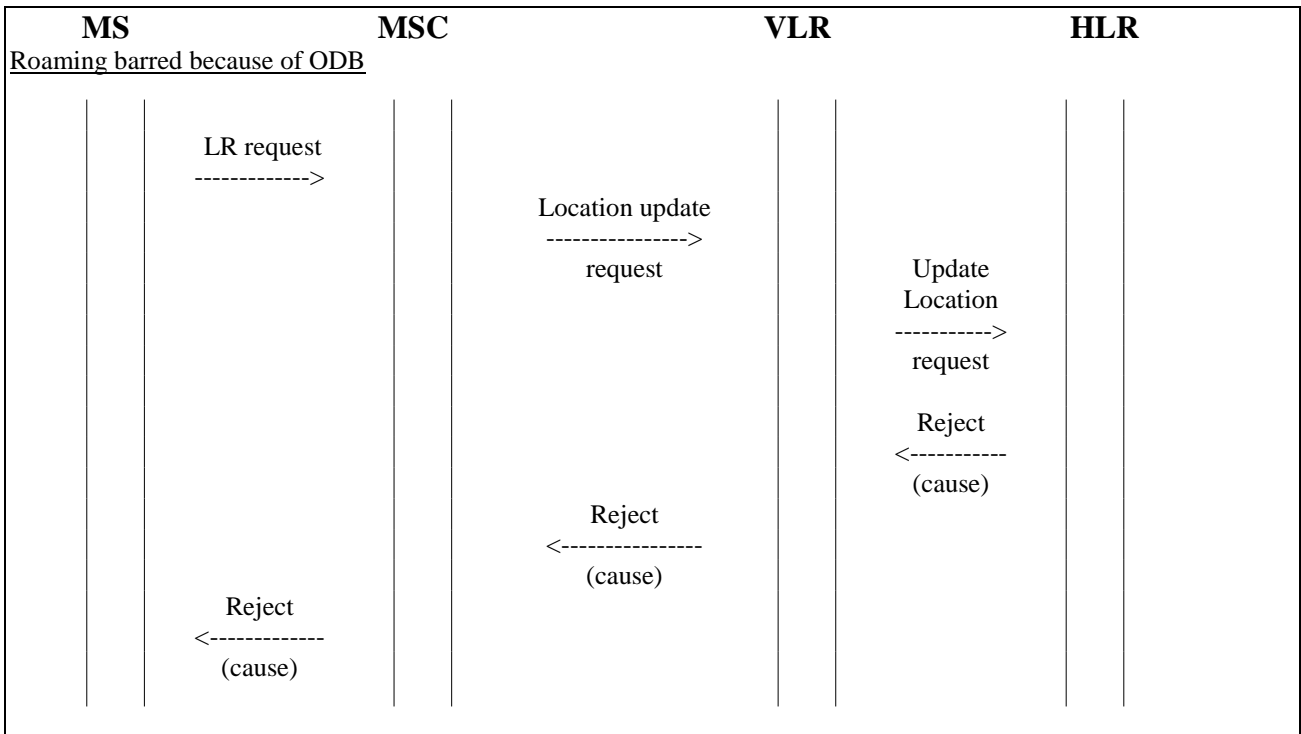 MS MSC VLR HLR
Roaming barred because of ODB
LR request
------------->
Location update
---------------->
request Update
Location
----------->
request
Reject
<-----------
(cause)
Reject
<----------------
(cause)
Reject
<-------------
(cause)